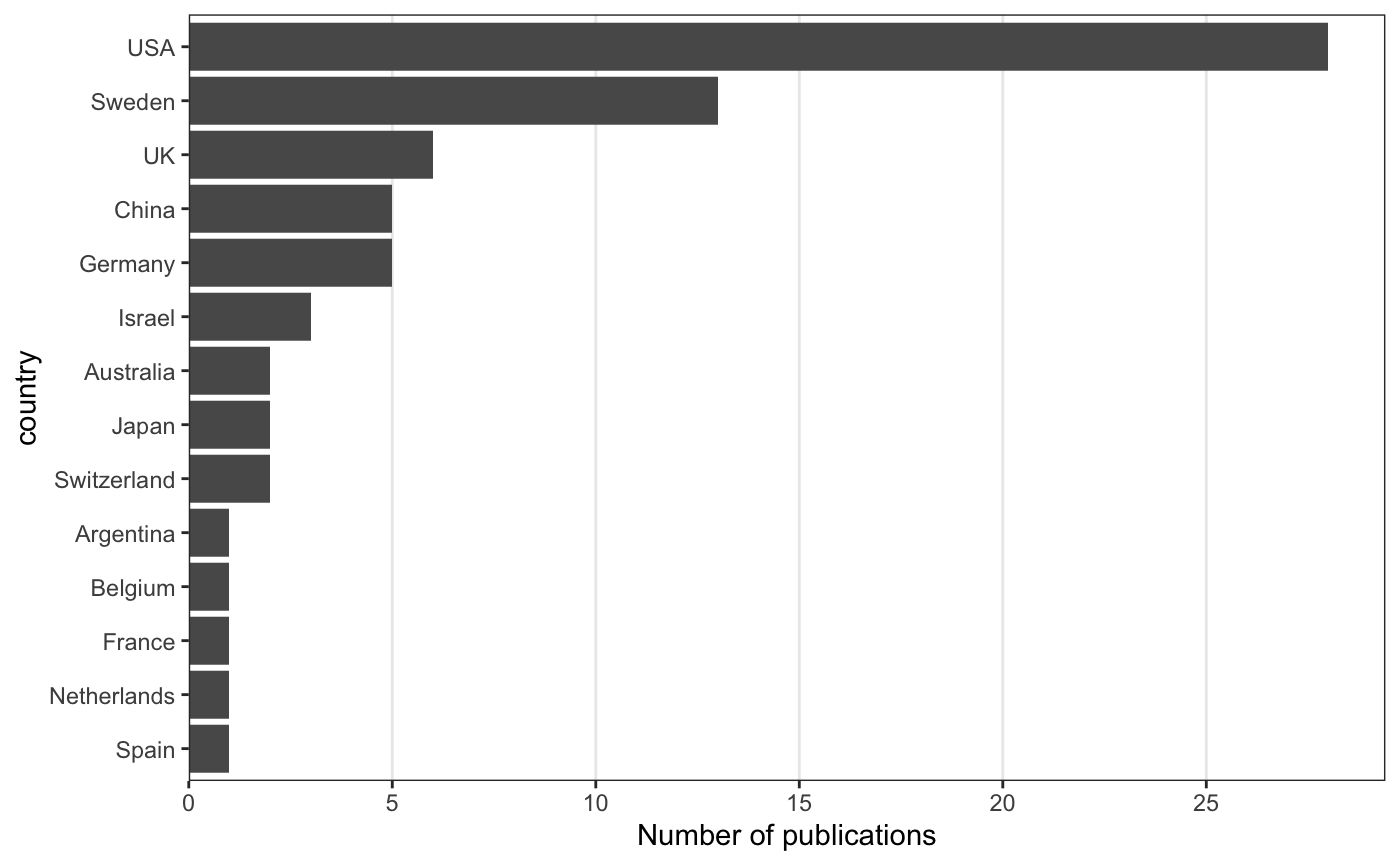 USA
Sweden
UK
China
Germany
Israel
Australia
Japan
Switzerland
Argentina
Belgium
France
Netherlands
Spain
country
0 5 10 15 20 25
Number of publications